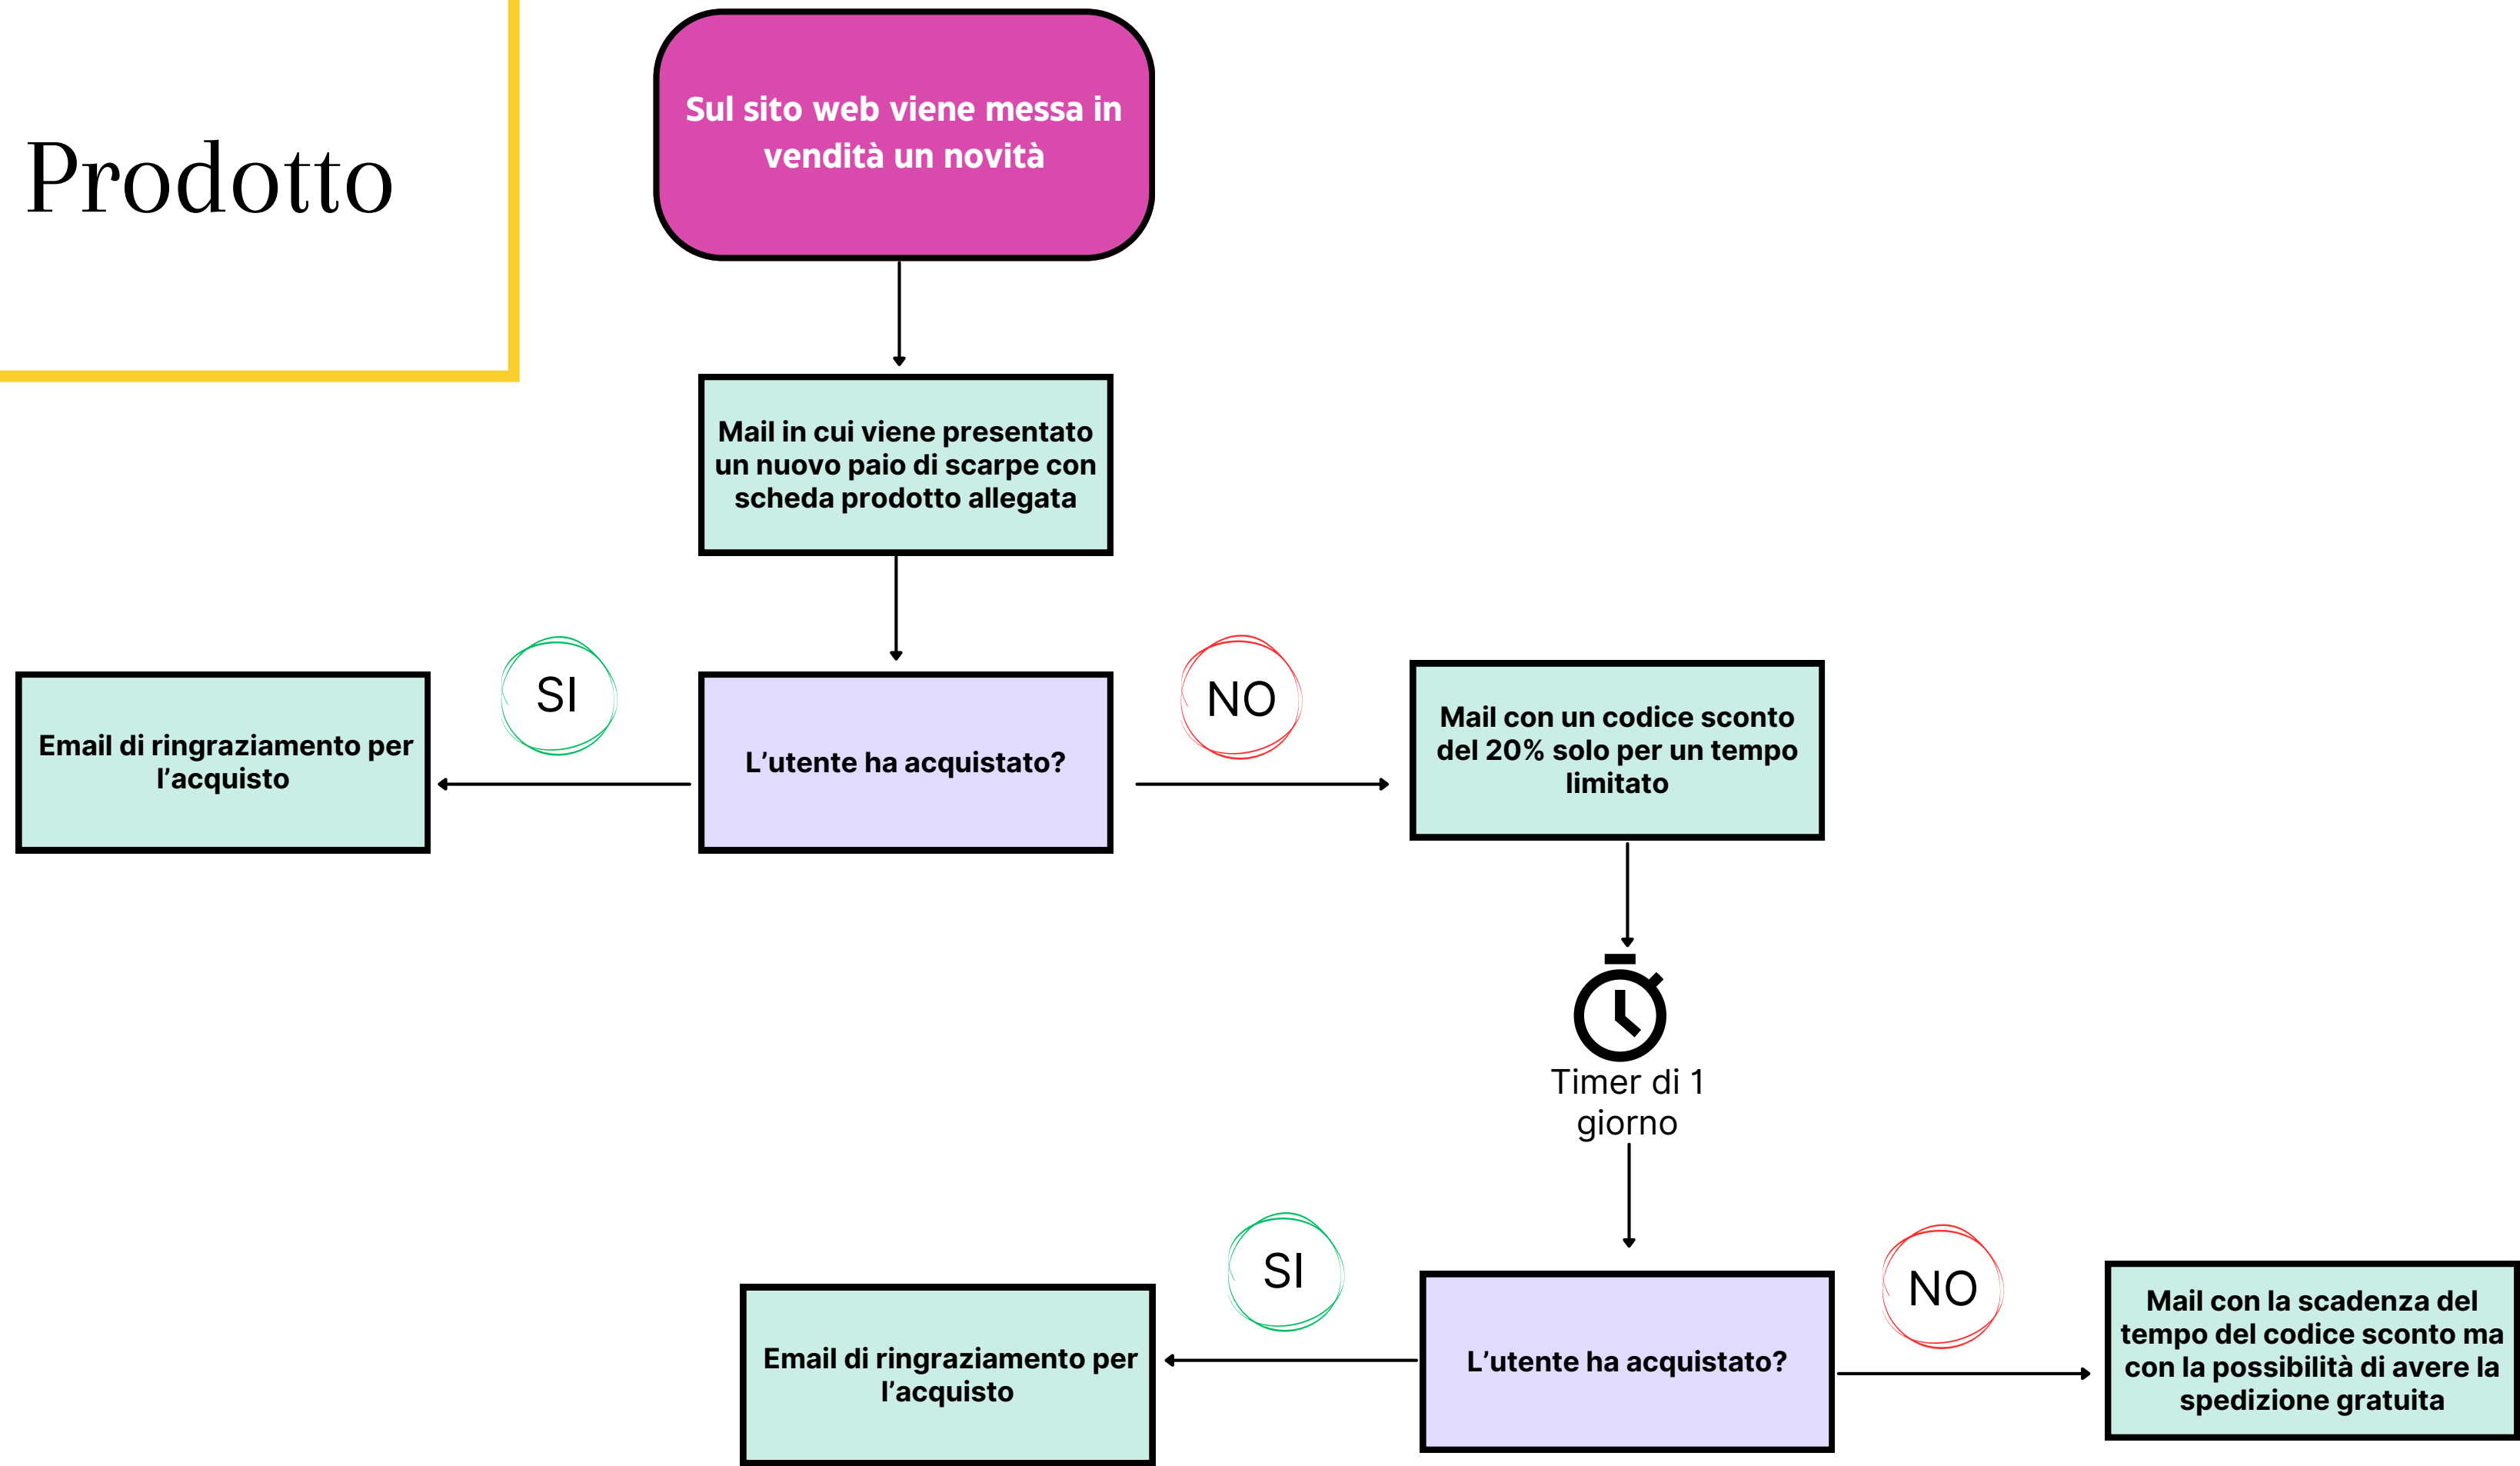 Prodotto
Sul sito web viene messa in
vendità un novità
Mail in cui viene presentato
un nuovo paio di scarpe con
scheda prodotto allegata
SI
NO
Email di ringraziamento per
l’acquisto
L’utente ha acquistato?
Mail con un codice sconto
del 20% solo per un tempo
limitato
Timer di 1
giorno
SI
NO
Email di ringraziamento per
l’acquisto
L’utente ha acquistato?
Mail con la scadenza del
tempo del codice sconto ma
con la possibilità di avere la
spedizione gratuita